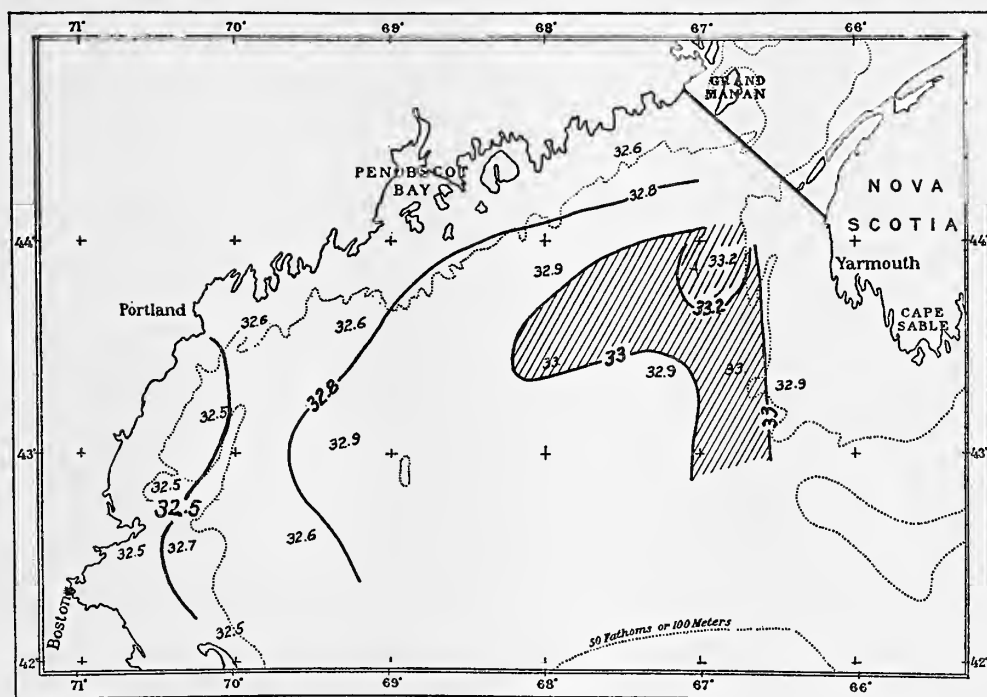 71° 70° 69° 68° 67° 66°
GRAND
MANAN
32.6
PENOBSCOT
BAY
32.8
NOVA
SCOTIA
44° 44°
33.2
Yarmouth
32.9
33.2
Portland
CAPE
SABLE
32.6 32.6
33 33 32.9 33 32.9
32.8
32.5 32.9 33
43° 43°
32.5
32.5
32.5 32.7 32.6
Boston
32.5
50 Fathoms or 100 Meters
42° 42°
71° 70° 69° 68° 67° 66°